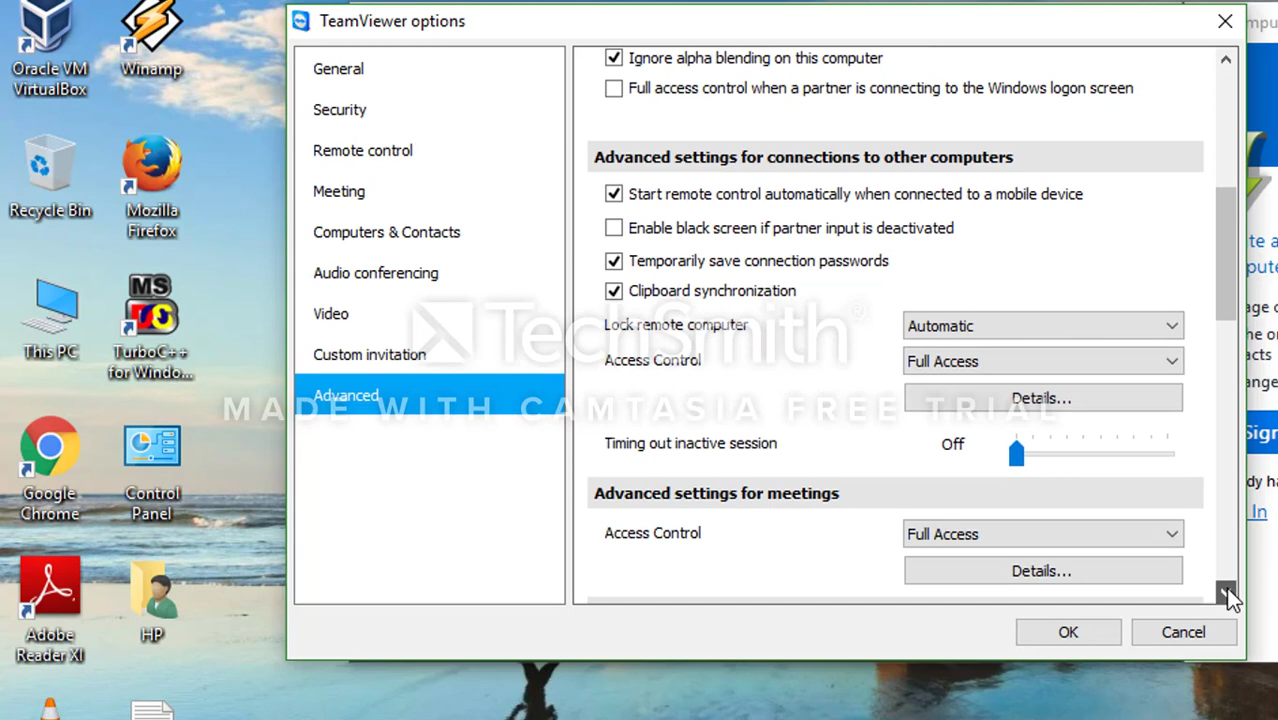 TeamViewer options
General
Security
Remote control
Meeting
Computers & Contacts
Audio conferencing
Video
Custom invitation
Advanced
Ignore alpha blending on this computer
Full access control when a partner is connecting to the Windows logon screen
Advanced settings for connections to other computers
Start remote control automatically when connected to a mobile device
Enable black screen if partner input is deactivated
Temporarily save connection passwords
Clipboard synchronization
Lock remote computer Automatic
Access Control Full Access
Details...
Timing out inactive session Off
Advanced settings for meetings
Access Control Full Access
Details...
OK Cancel
TechSmith®
MADE WITH CAMTASIA FREE TRIAL
Oracle VM
VirtualBox
Winamp
Recycle Bin
Mozilla
Firefox
This PC
MS
TurboC++
for Windo...
Google
Chrome
Control
Panel
Adobe
Reader XI
HP
In